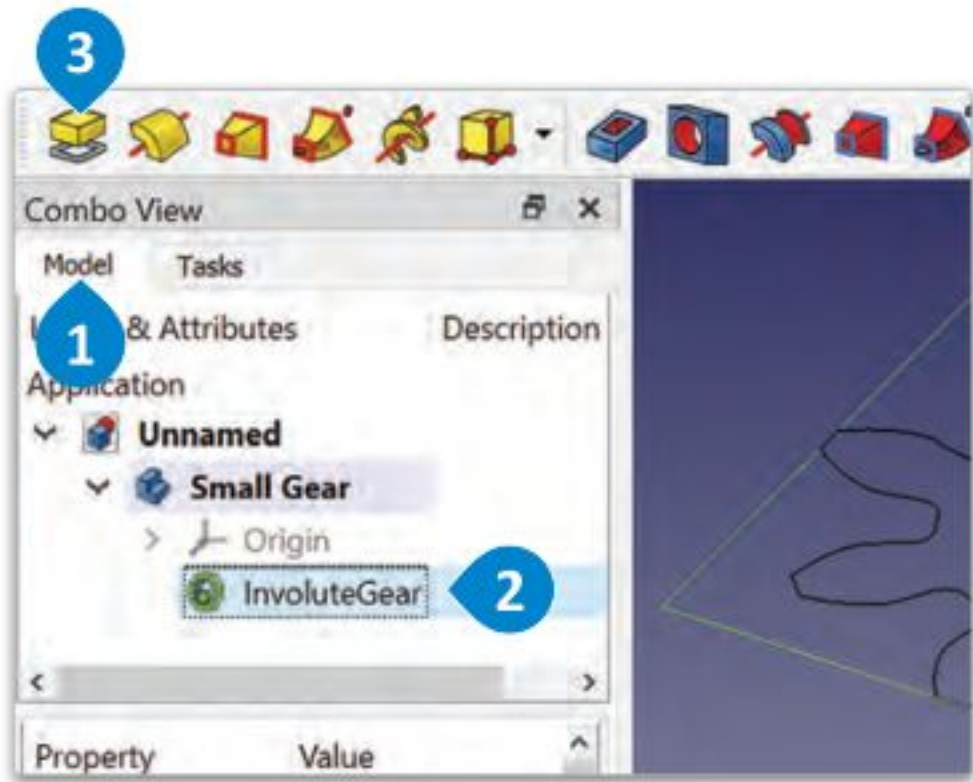 3
Combo View
Model Tasks
1
& Attributes Description
Application
Unnamed
Small Gear
Origin
InvoluteGear 2
Property Value